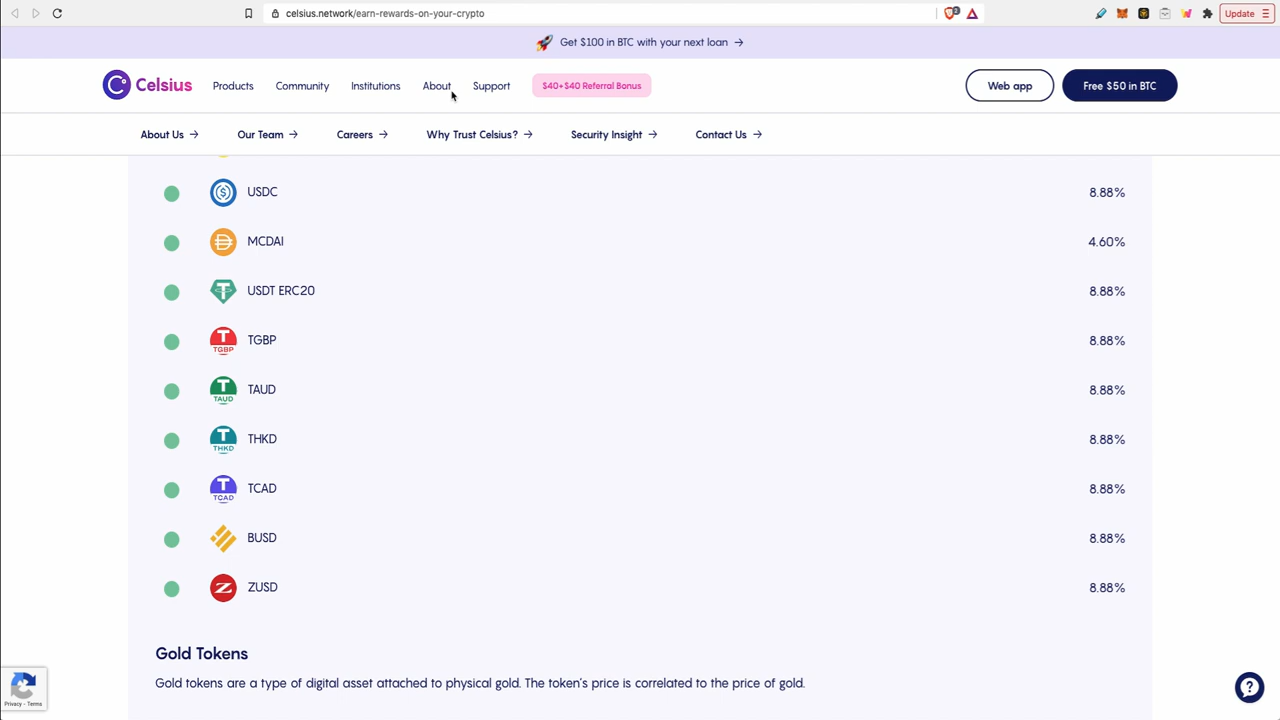 celsius.network/earn-rewards-on-your-crypto
Update
Get $100 in BTC with your next loan →
Celsius Products Community Institutions About Support $40+$40 Referral Bonus Web app Free $50 in BTC
About Us → Our Team → Careers → Why Trust Celsius? → Security Insight → Contact Us →
USDC 8.88%
MCDAI 4.60%
USDT ERC20 8.88%
T TGBP TGBP 8.88%
T TAUD TAUD 8.88%
T THKD THKD 8.88%
T TCAD TCAD 8.88%
BUSD 8.88%
Z ZUSD 8.88%
Gold Tokens
Gold tokens are a type of digital asset attached to physical gold. The token's price is correlated to the price of gold.
Privacy - Terms